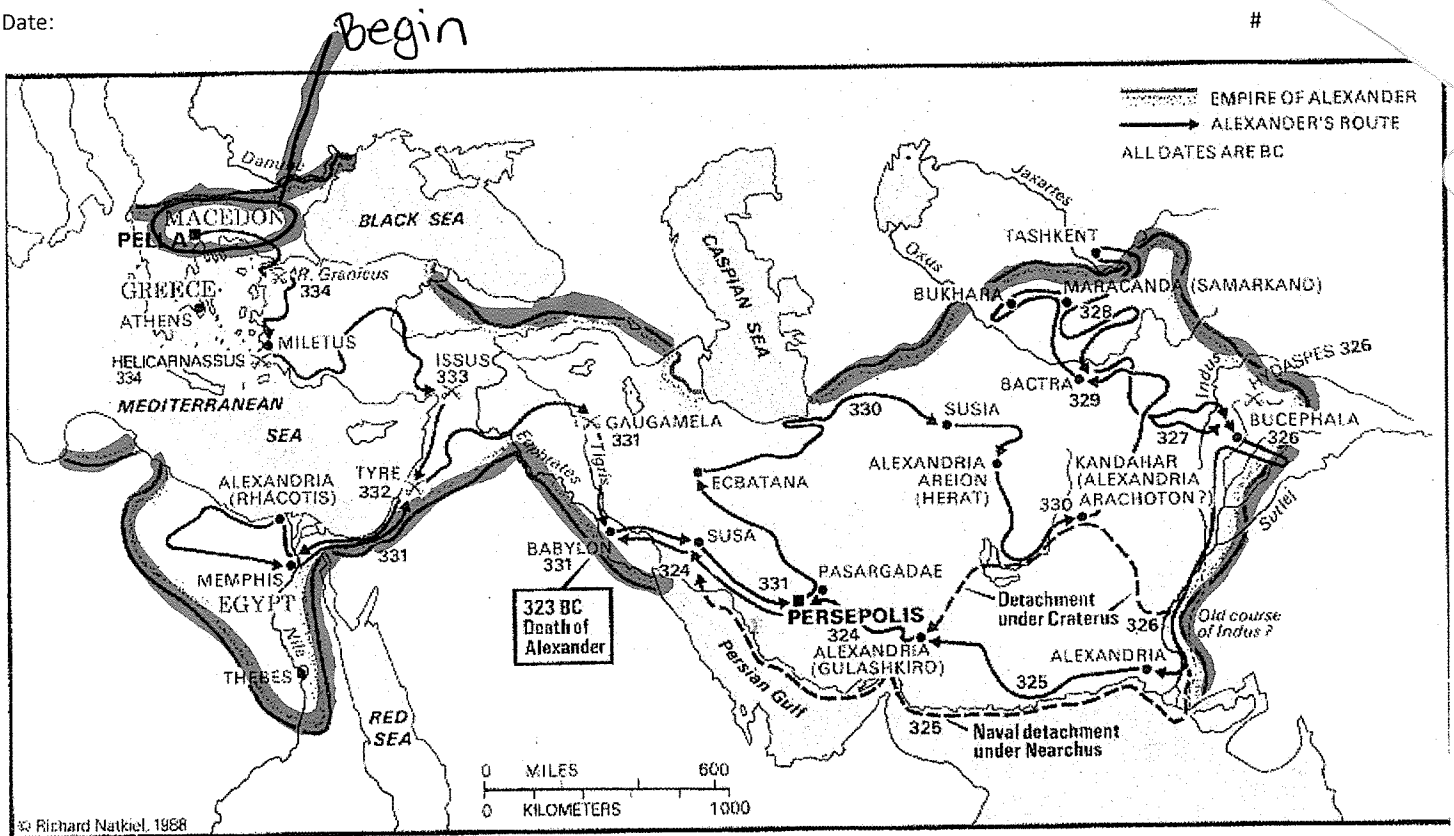 Date:
#
Begin
EMPIRE OF ALEXANDER
ALEXANDER'S ROUTE
ALL DATES ARE BC
Danube
MACEDON
PELLA
BLACK SEA
CASPIAN SEA
Jaxartes
Oxus
TASHKENT
R. Granicus
334
GREECE
ATHENS
MILETUS
HELICARNASSUS
334
ISSUS
333
BUKHARA
MARACANDA (SAMARKAND)
328
MEDITERRANEAN
SEA
BACTRA
329
Indus
HYDASPES 326
BUCEPHALA
326
327
GAUGAMELA
331
330
SUSIA
TYRE
332
Euphrates
Tigris
ECBATANA
ALEXANDRIA
AREION
(HERAT)
KANDAHAR
(ALEXANDRIA
ARACHOTON?)
330
Sutlej
ALEXANDRIA
(RHACOTIS)
MEMPHIS
EGYPT
331
BABYLON
331
SUSA
324
331
PASARGADAE
PERSEPOLIS
324
323 BC
Death of
Alexander
Detachment
under Craterus
326
Old course
of Indus ?
ALEXANDRIA
(GULASHKIRD)
ALEXANDRIA
325
Nile
THEBES
RED
SEA
Persian Gulf
325
Naval detachment
under Nearchus
0 MILES 600
0 KILOMETERS 1000
© Richard Natkiel, 1988